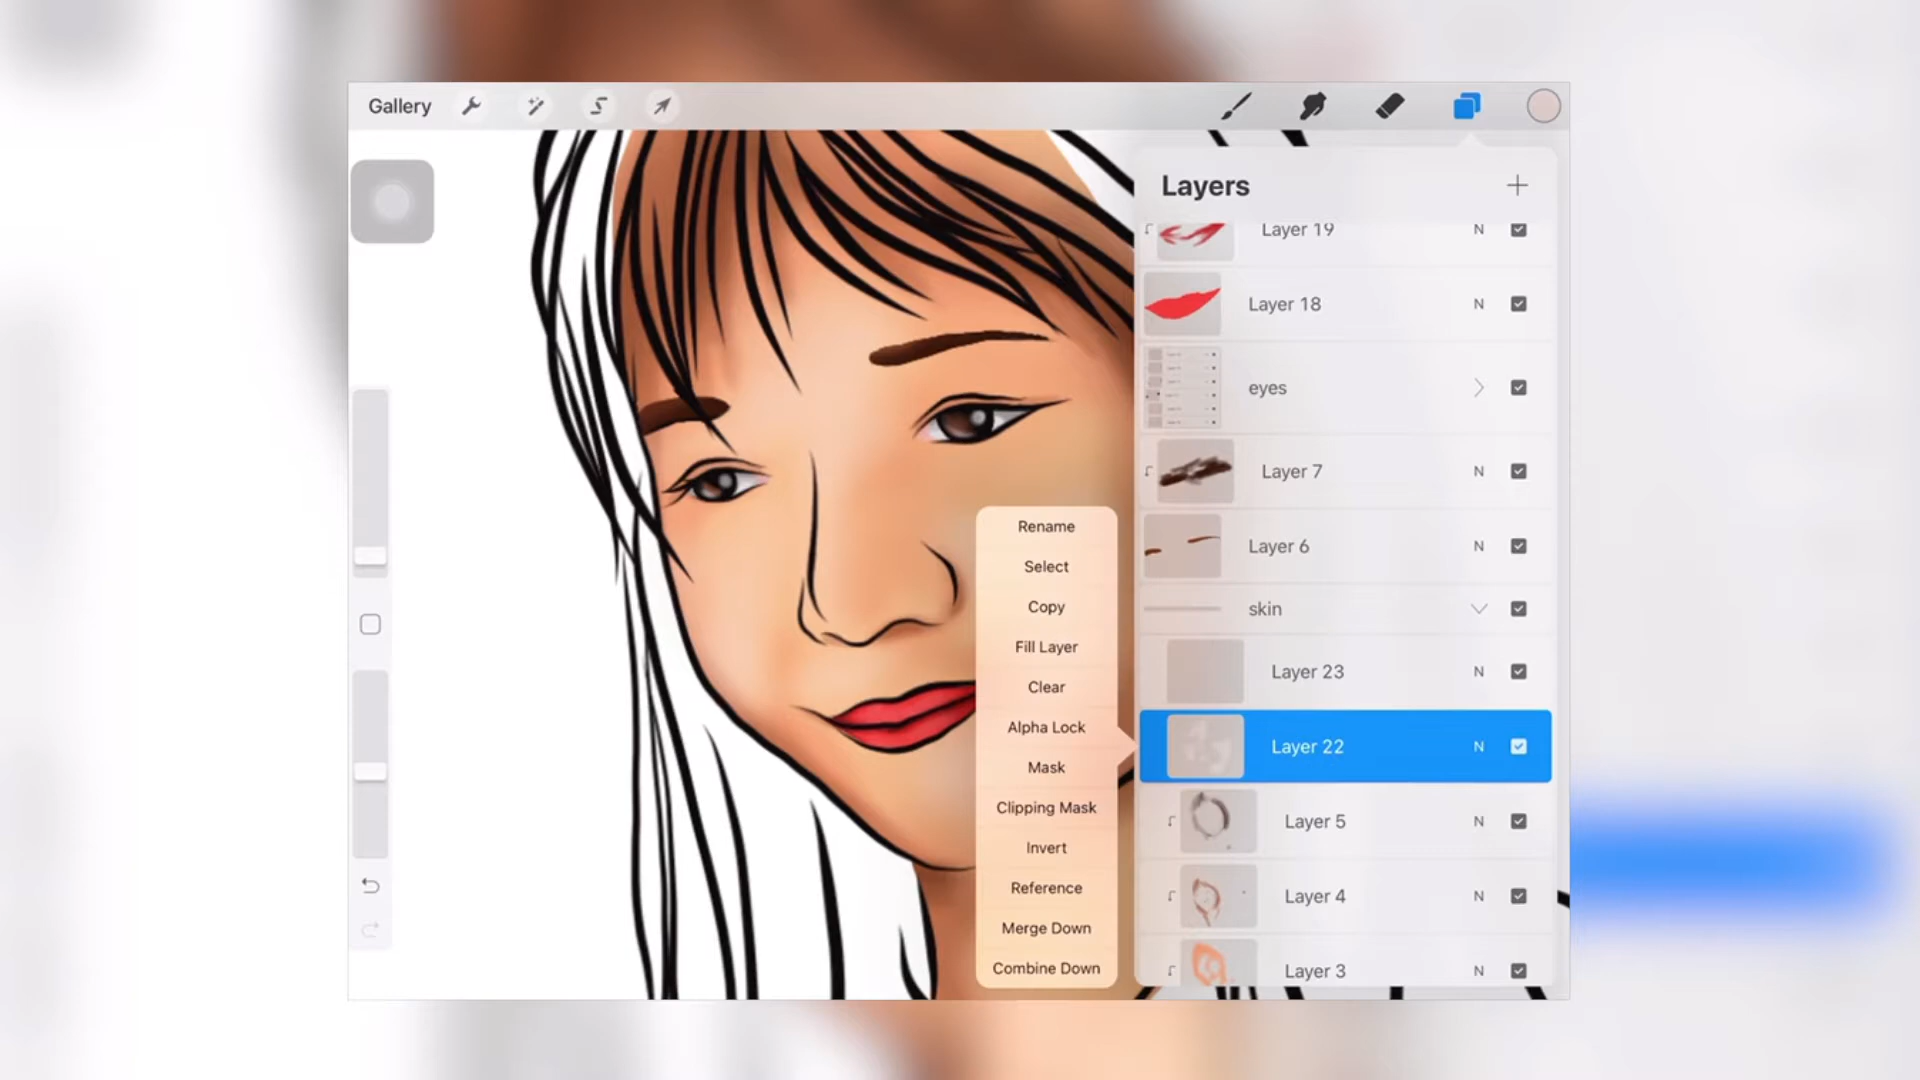 Gallery
Layers
Layer 19 N
Layer 18 N
eyes
Layer 7 N
Layer 6 N
skin
Layer 23 N
Layer 22 N
Layer 5 N
Layer 4 N
Layer 3 N
Rename
Select
Copy
Fill Layer
Clear
Alpha Lock
Mask
Clipping Mask
Invert
Reference
Merge Down
Combine Down